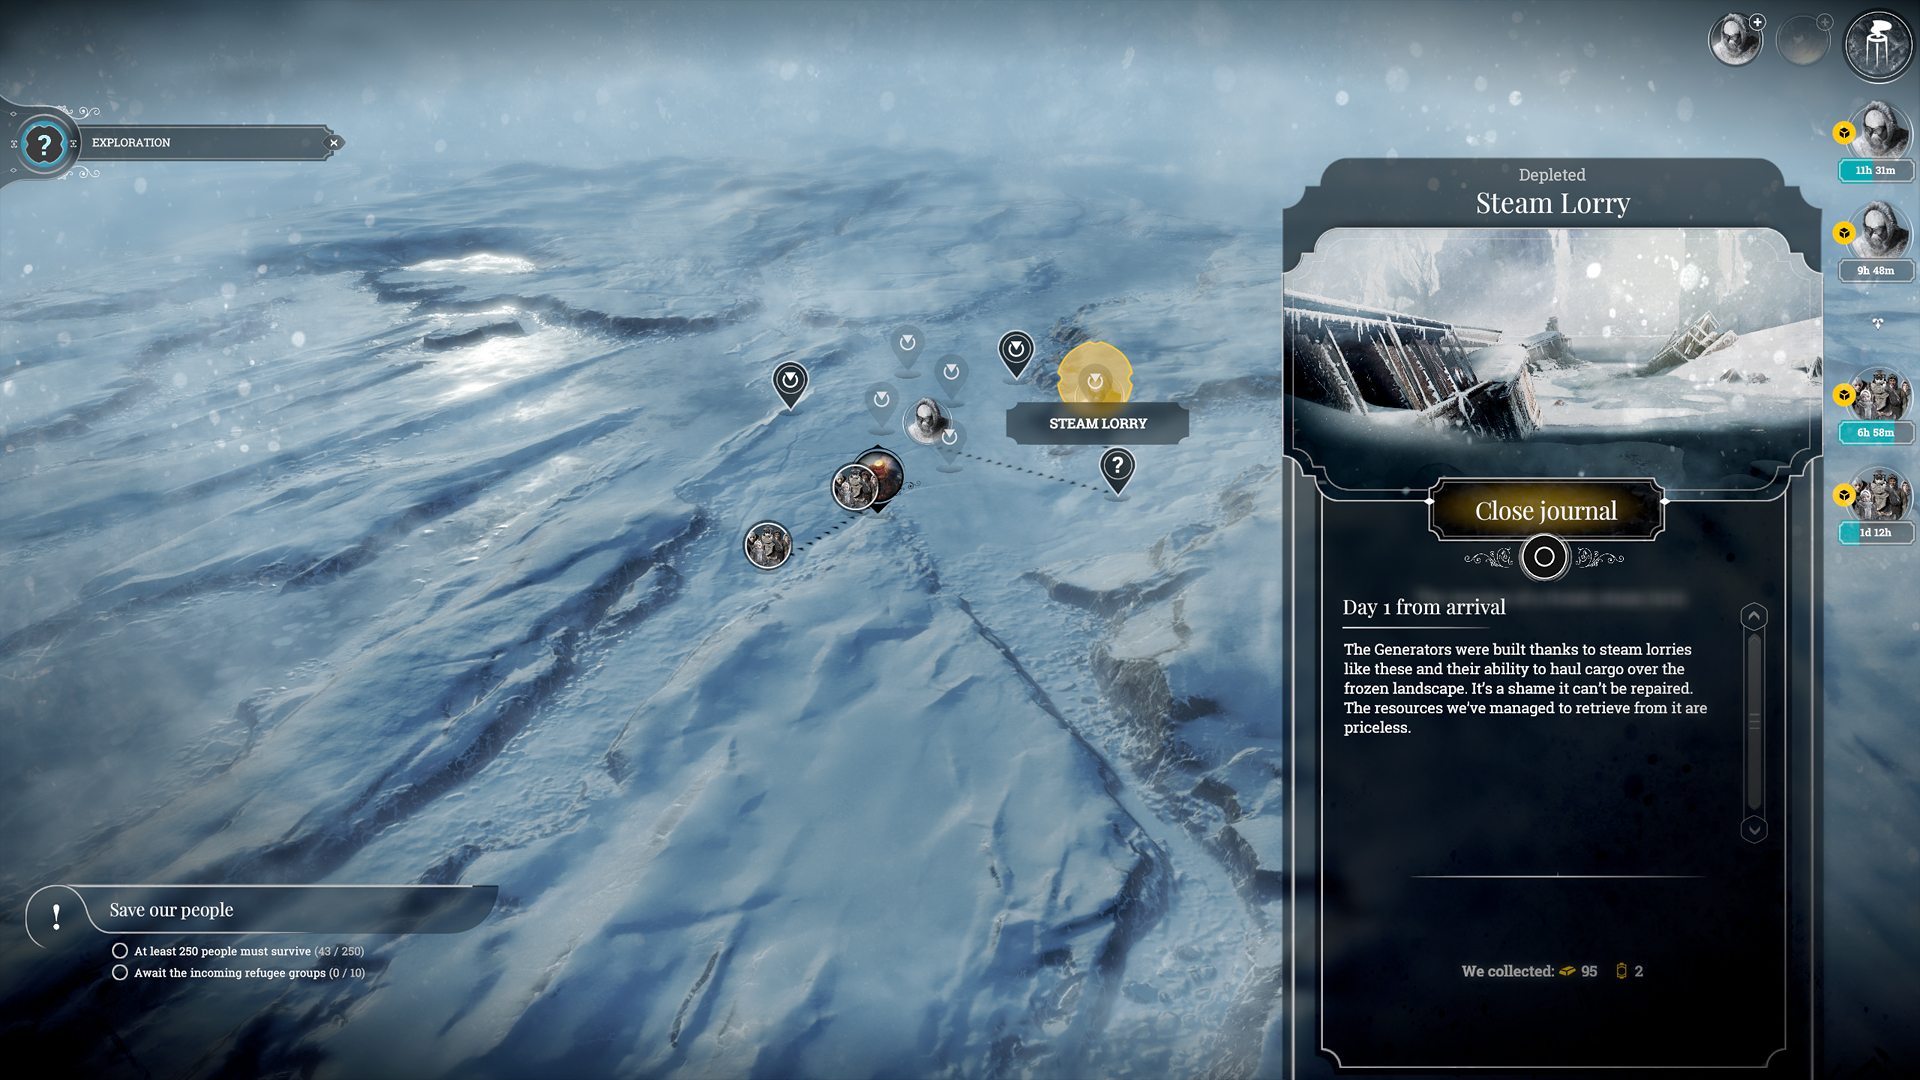 EXPLORATION
11h 31m
9h 48m
6h 58m
1d 12h
?
STEAM LORRY
Depleted
Steam Lorry
Close journal
Day 1 from arrival
The Generators were built thanks to steam lorries
like these and their ability to haul cargo over the
frozen landscape. It's a shame it can't be repaired.
The resources we've managed to retrieve from it are
priceless.
We collected: 95 2
Save our people
At least 250 people must survive (43 / 250)
Await the incoming refugee groups (0 / 10)